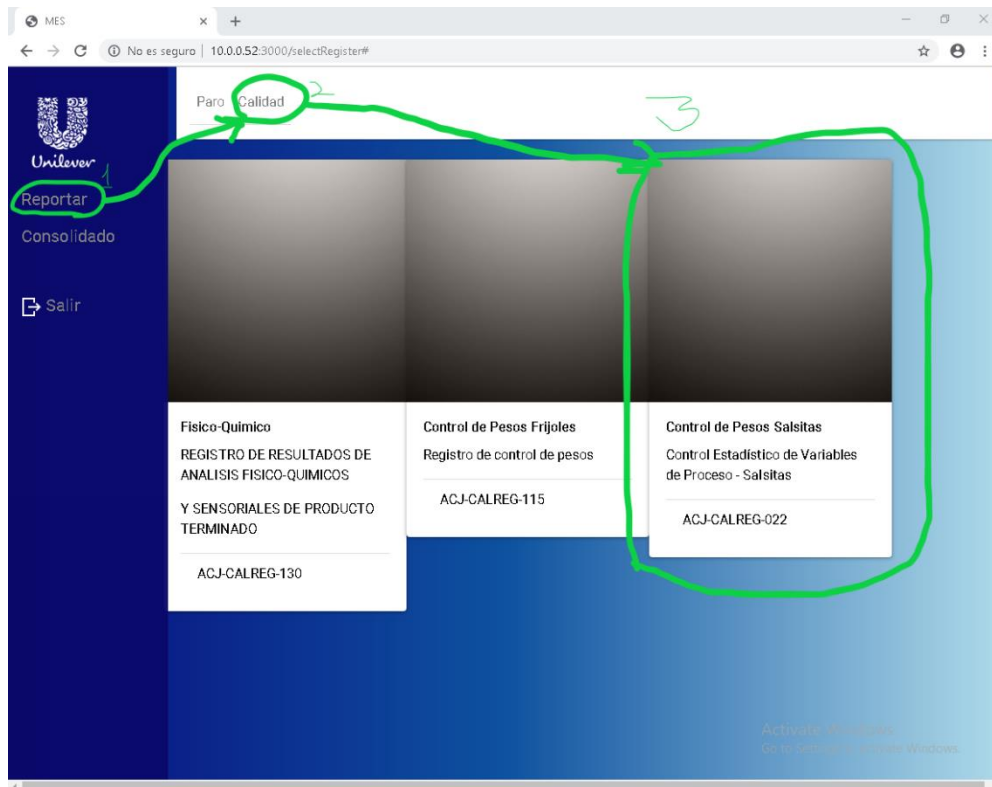 MES
No es seguro | 10.0.0.52:3000/selectRegister#
Paro Calidad 2
3
Unilever
1
Reportar
Consolidado
Salir
Fisico-Quimico
REGISTRO DE RESULTADOS DE
ANALISIS FISICO-QUIMICOS
Y SENSORIALES DE PRODUCTO
TERMINADO
ACJ-CALREG-130
Control de Pesos Frijoles
Registro de control de pesos
ACJ-CALREG-115
Control de Pesos Salsitas
Control Estadístico de Variables
de Proceso - Salsitas
ACJ-CALREG-022
Activate Windows
Go to Windows.